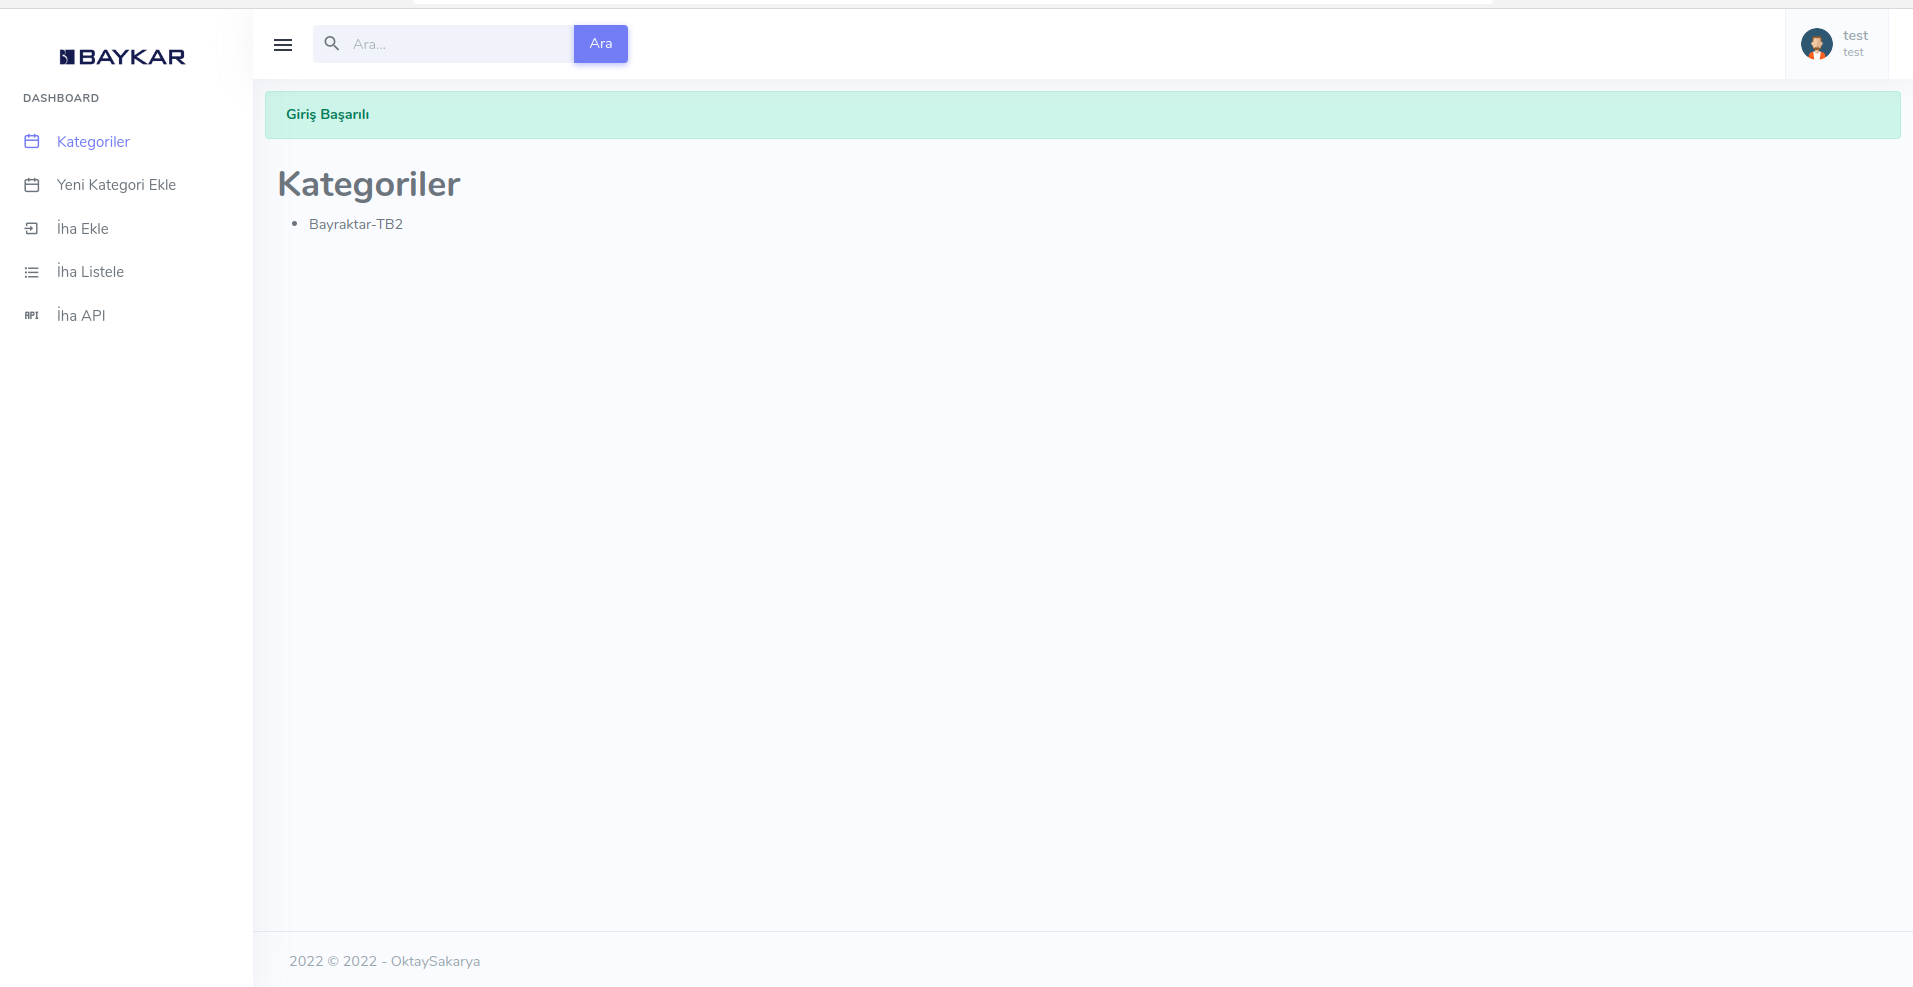 BAYKAR
DASHBOARD
Kategoriler
Yeni Kategori Ekle
İha Ekle
İha Listele
API İha API
Ara...
Ara
test
test
Giriş Başarılı
Kategoriler
Bayraktar-TB2
2022 © 2022 - OktaySakarya